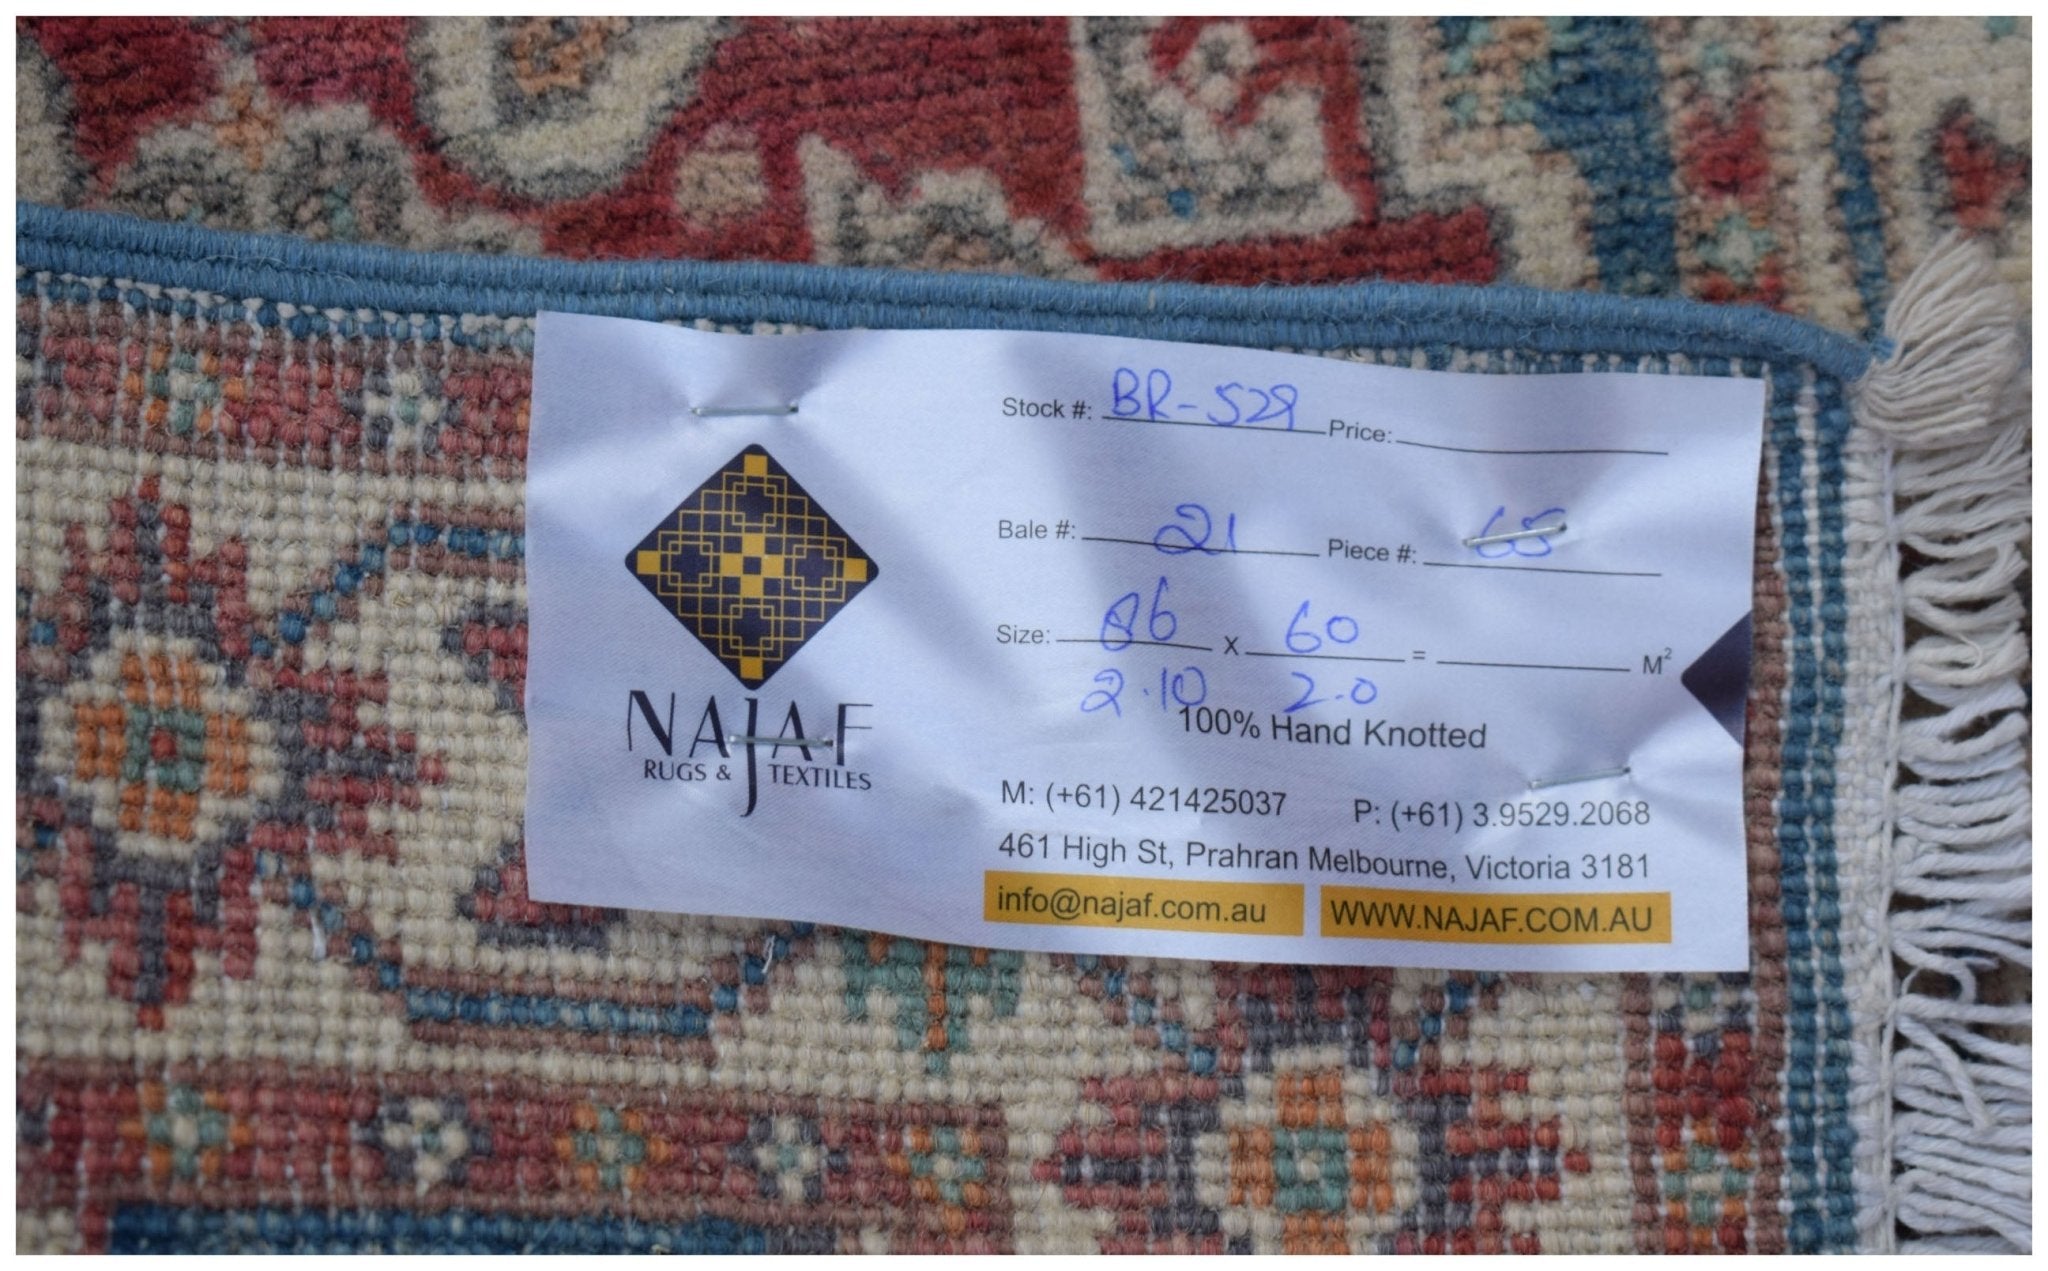 Stock #: BR-529 Price:
Bale #: 21 Piece #: 65
Size: 86 x 60 = M²
2.10 2.0
100% Hand Knotted
NAJAF
RUGS & TEXTILES
M: (+61) 421425037 P: (+61) 3.9529.2068
461 High St, Prahran Melbourne, Victoria 3181
info@najaf.com.au WWW.NAJAF.COM.AU